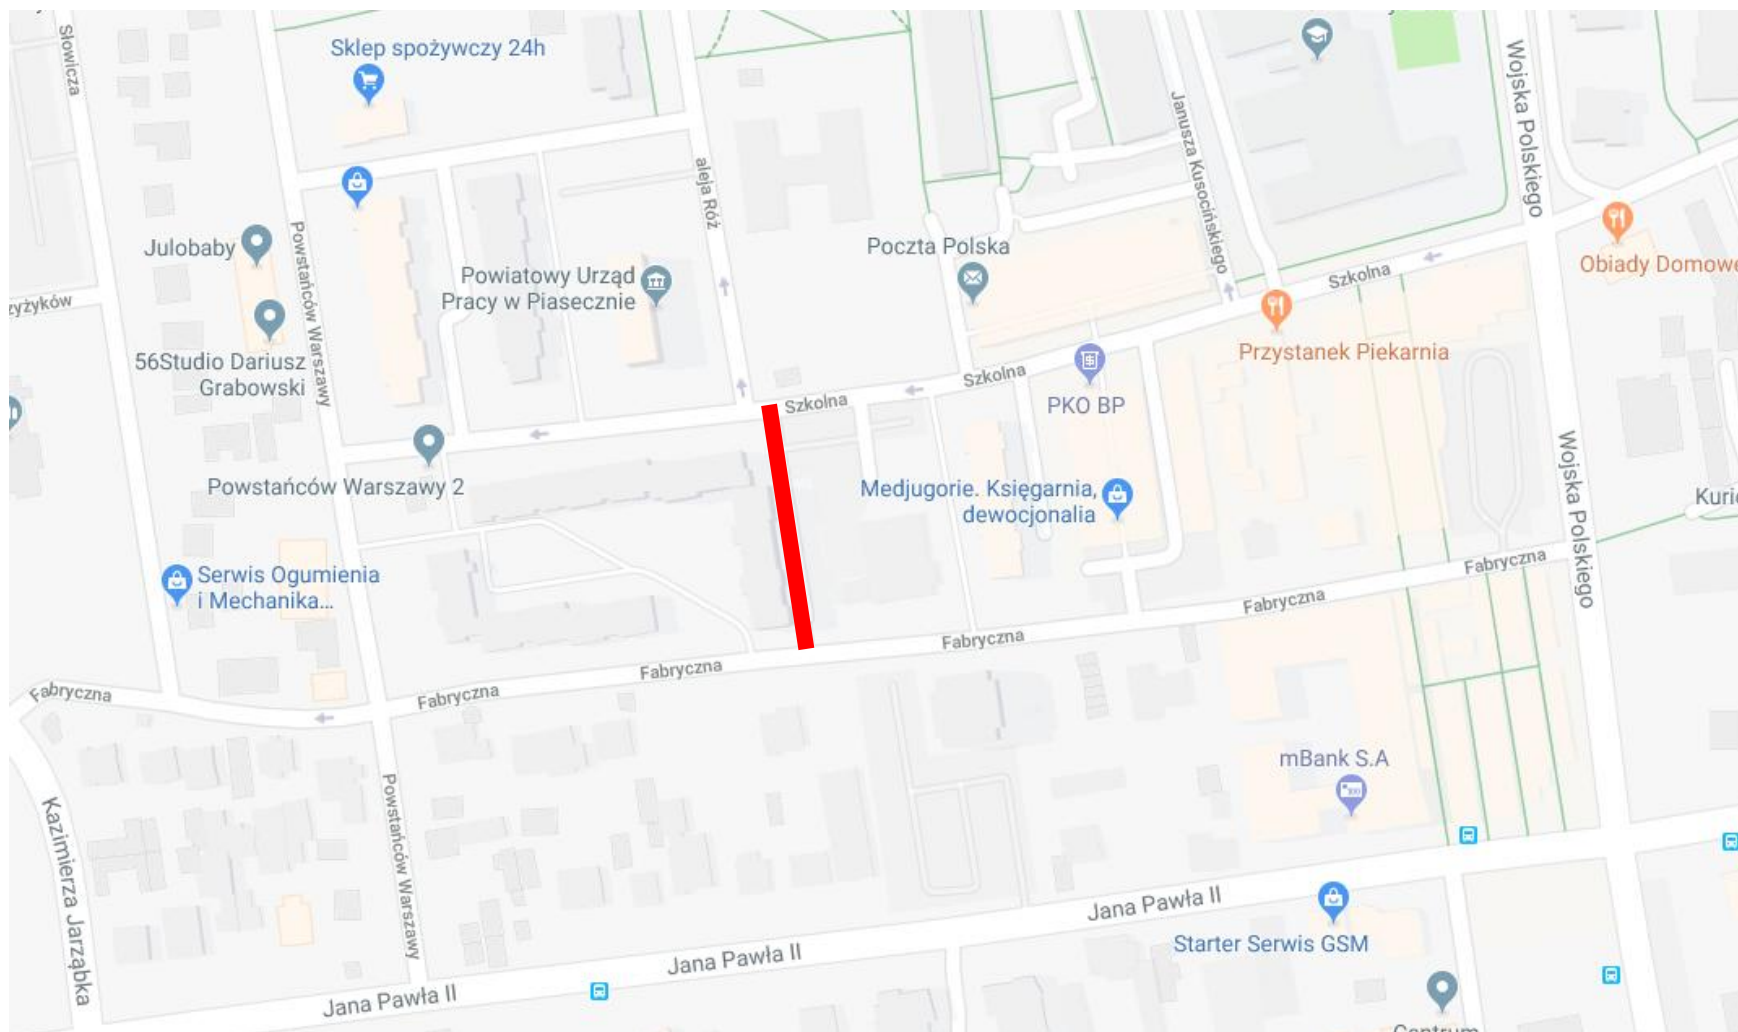 Słowicza
Sklep spożywczy 24h
Wojska Polskiego
Janusza Kusocińskiego
aleja Róż
Julobaby
Powstańców Warszawy
Powiatowy Urząd
Pracy w Piasecznie
Poczta Polska
Obiady Domowe
Szkolna
zyżyków
56Studio Dariusz
Grabowski
Przystanek Piekarnia
Szkolna
Szkolna
PKO BP
Powstańców Warszawy 2
Medjugorie. Księgarnia,
dewocjonalia
Wojska Polskiego
Kurie
Serwis Ogumienia
i Mechanika...
Fabryczna
Fabryczna
Fabryczna
Fabryczna
Fabryczna
Fabryczna
mBank S.A
Powstańców Warszawy
Kazimierza Jarząbka
Jana Pawła II
Starter Serwis GSM
Jana Pawła II
Jana Pawła II
Centrum